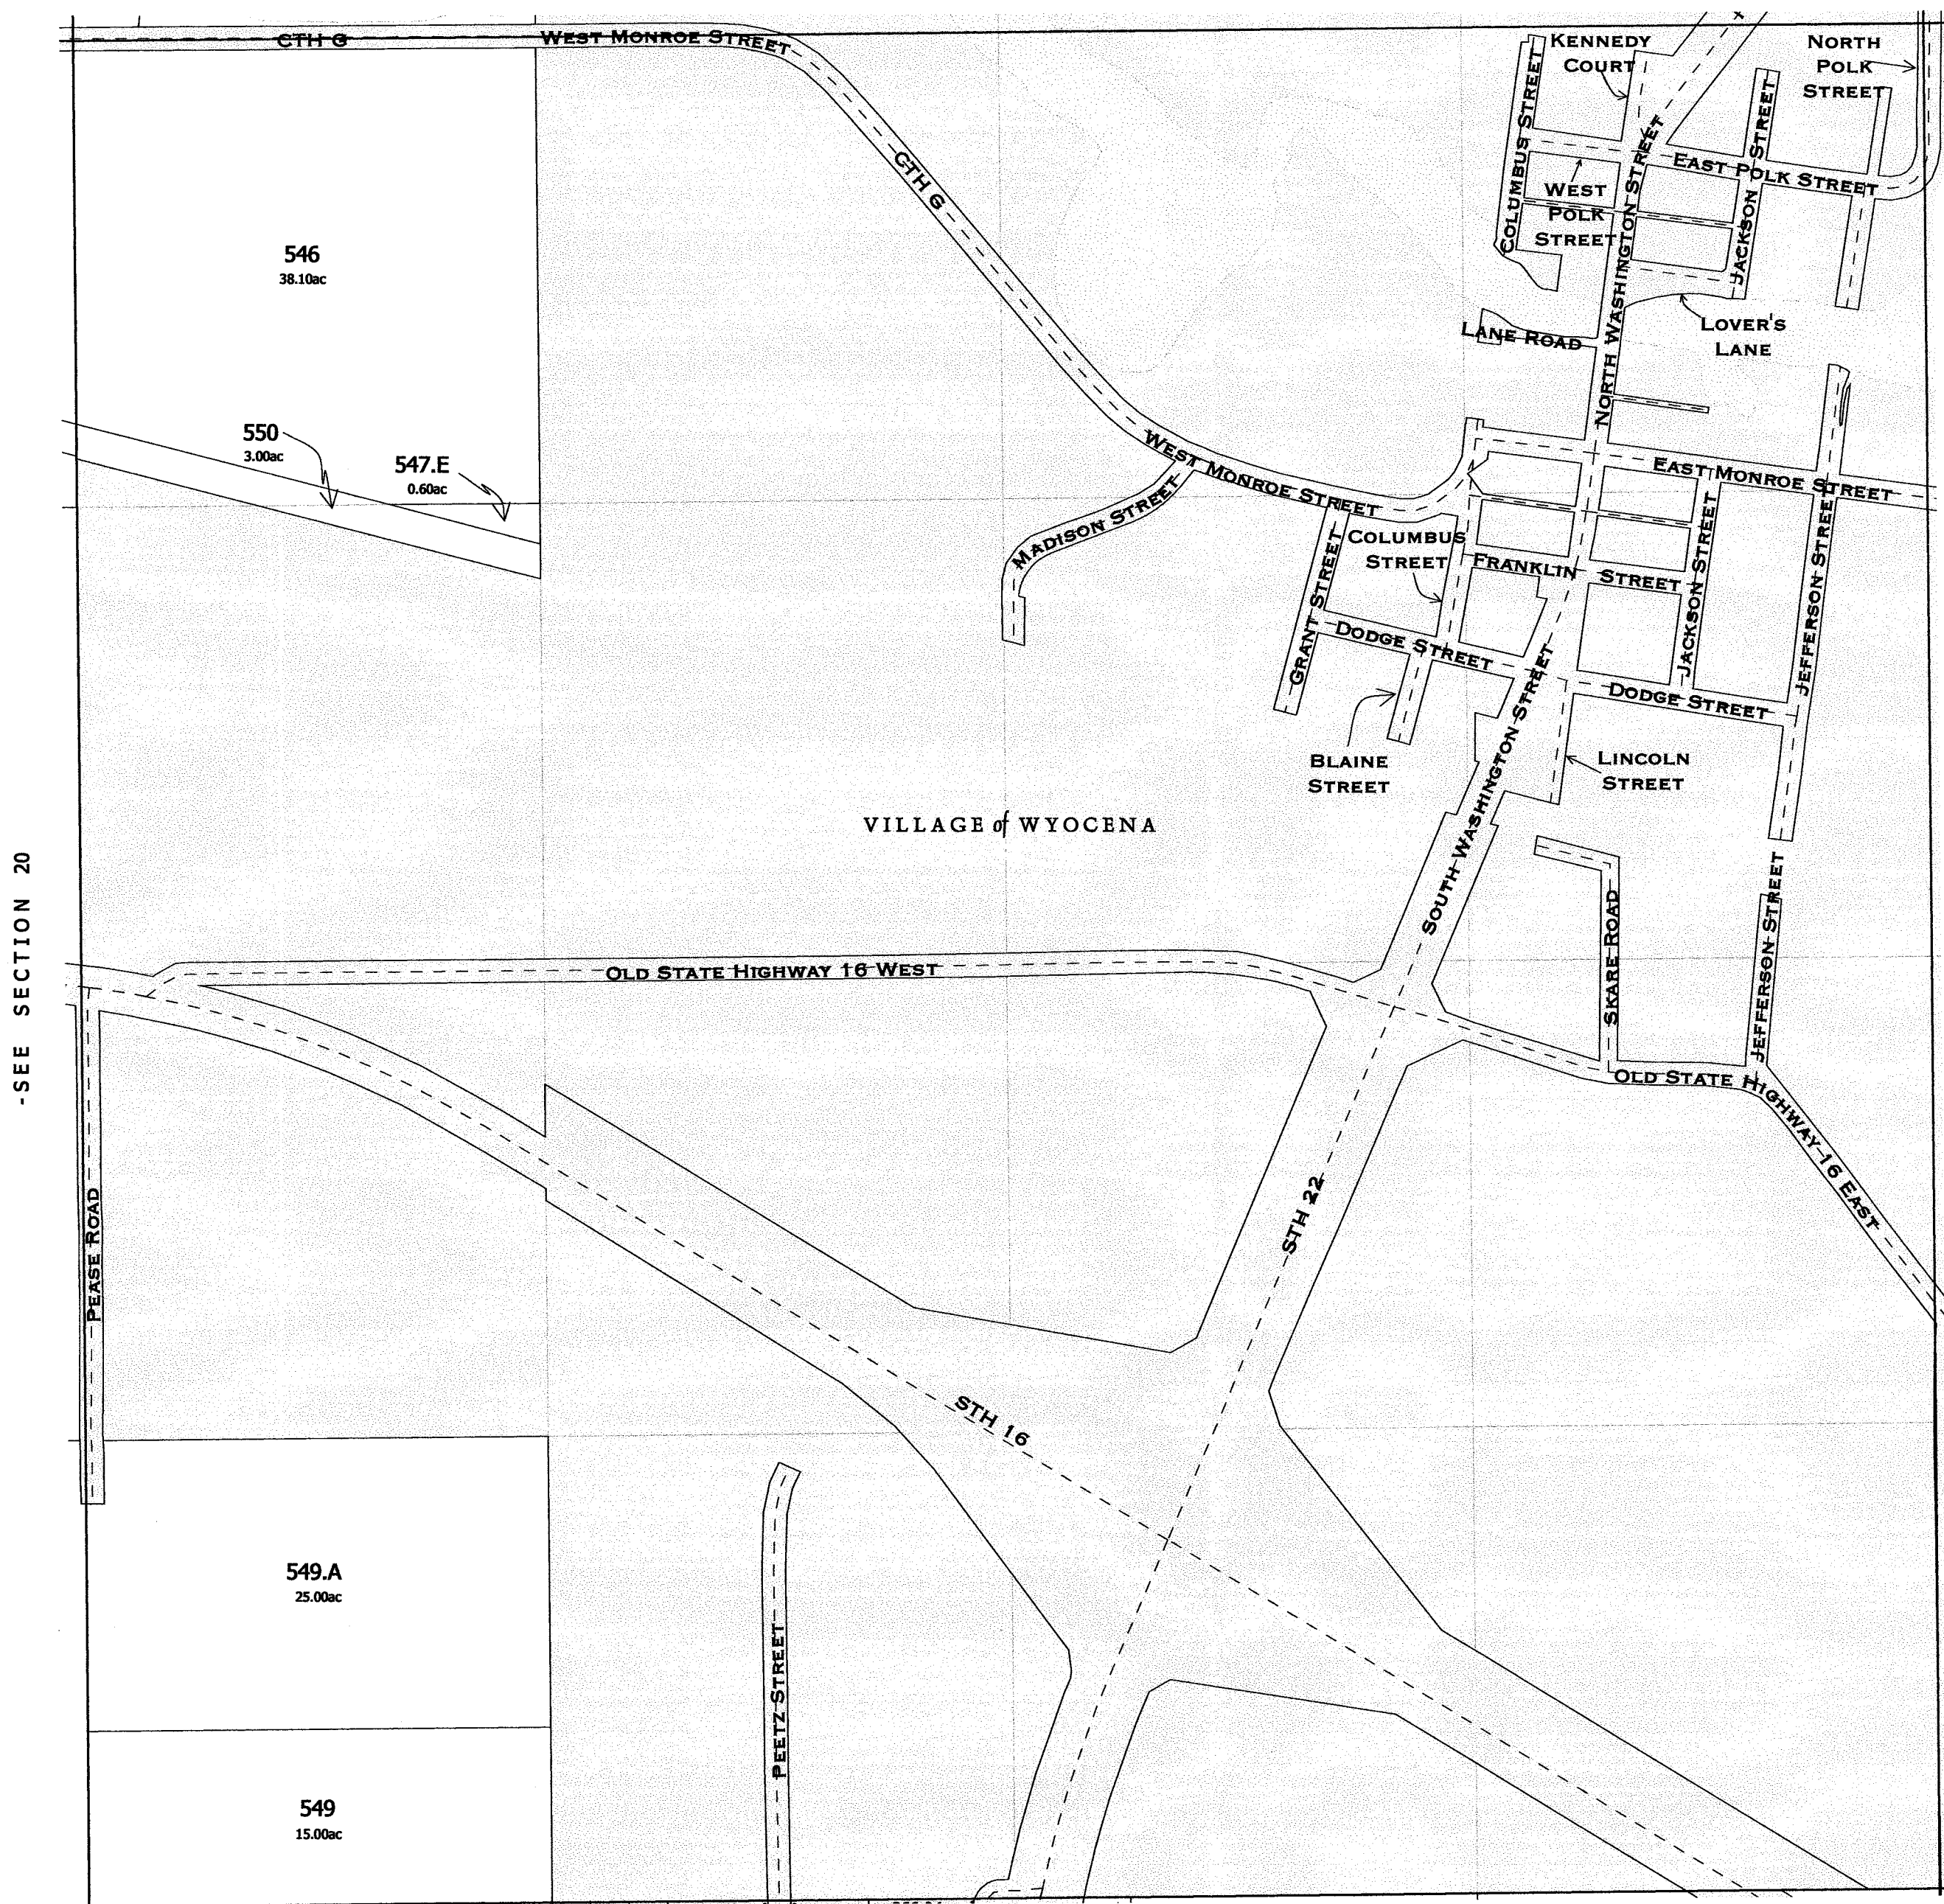 CTH G
WEST MONROE STREET
KENNEDY
COURT
NORTH
POLK
STREET
COLUMBUS STREET
JACKSON STREET
EAST POLK STREET
WEST
POLK
STREET
NORTH WASHINGTON STREET
CTH G
546
38.10ac
LANE ROAD
LOVER'S
LANE
550
3.00ac
547.E
0.60ac
WEST MONROE STREET
EAST MONROE STREET
MADISON STREET
GRANT STREET
COLUMBUS
STREET
FRANKLIN STREET
JACKSON STREET
JEFFERSON STREET
DODGE STREET
DODGE STREET
BLAINE
STREET
LINCOLN
STREET
SOUTH WASHINGTON STREET
VILLAGE of WYOCENA
- SEE SECTION 20
OLD STATE HIGHWAY 16 WEST
SKARE ROAD
JEFFERSON STREET
OLD STATE HIGHWAY 16 EAST
PEASE ROAD
STH 22
STH 16
549.A
25.00ac
PEETZ STREET
549
15.00ac